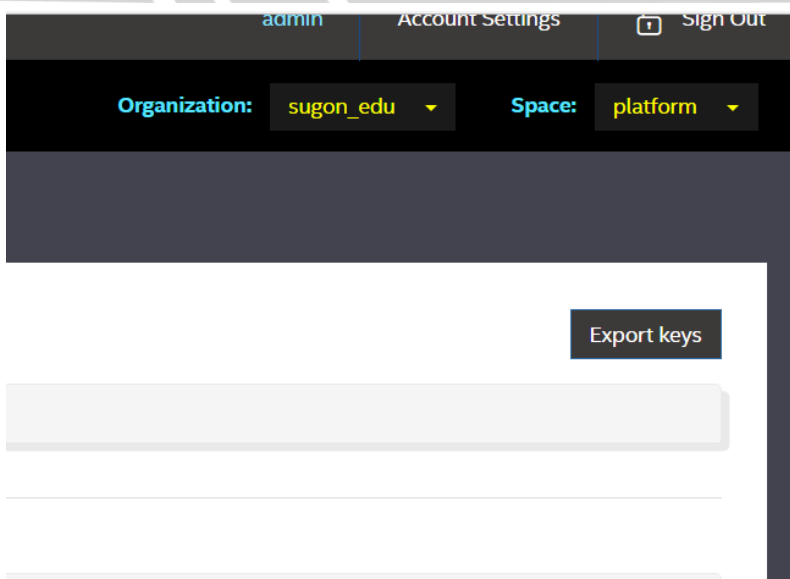 admin Account Settings Sign Out
Organization: sugon_edu Space: platform
Export keys